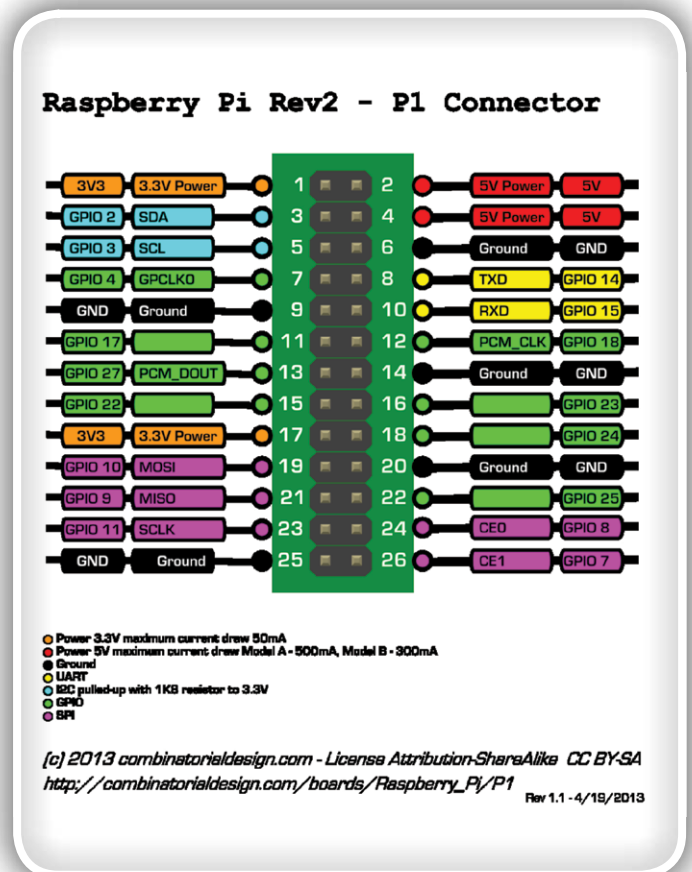 Raspberry Pi Rev2 - P1 Connector
3V3 3.3V Power 1 2 5V Power 5V
GPIO 2 SDA 3 4 5V Power 5V
GPIO 3 SCL 5 6 Ground GND
GPIO 4 GPCLK0 7 8 TXD GPIO 14
GND Ground 9 10 RXD GPIO 15
GPIO 17 11 12 PCM_CLK GPIO 18
GPIO 27 PCM_DOUT 13 14 Ground GND
GPIO 22 15 16 GPIO 23
3V3 3.3V Power 17 18 GPIO 24
GPIO 10 MOSI 19 20 Ground GND
GPIO 9 MISO 21 22 GPIO 25
GPIO 11 SCLK 23 24 CE0 GPIO 8
GND Ground 25 26 CE1 GPIO 7
Power 3.3V maximum current draw 50mA
Power 5V maximum current draw Model A - 500mA, Model B - 300mA
Ground
UART
I2C pulled-up with 1K8 resistor to 3.3V
GPIO
SPI
(c) 2013 combinatorialdesign.com - License Attribution-ShareAlike CC BY-SA
http://combinatorialdesign.com/boards/Raspberry_Pi/P1
Rev 1.1 - 4/19/2013